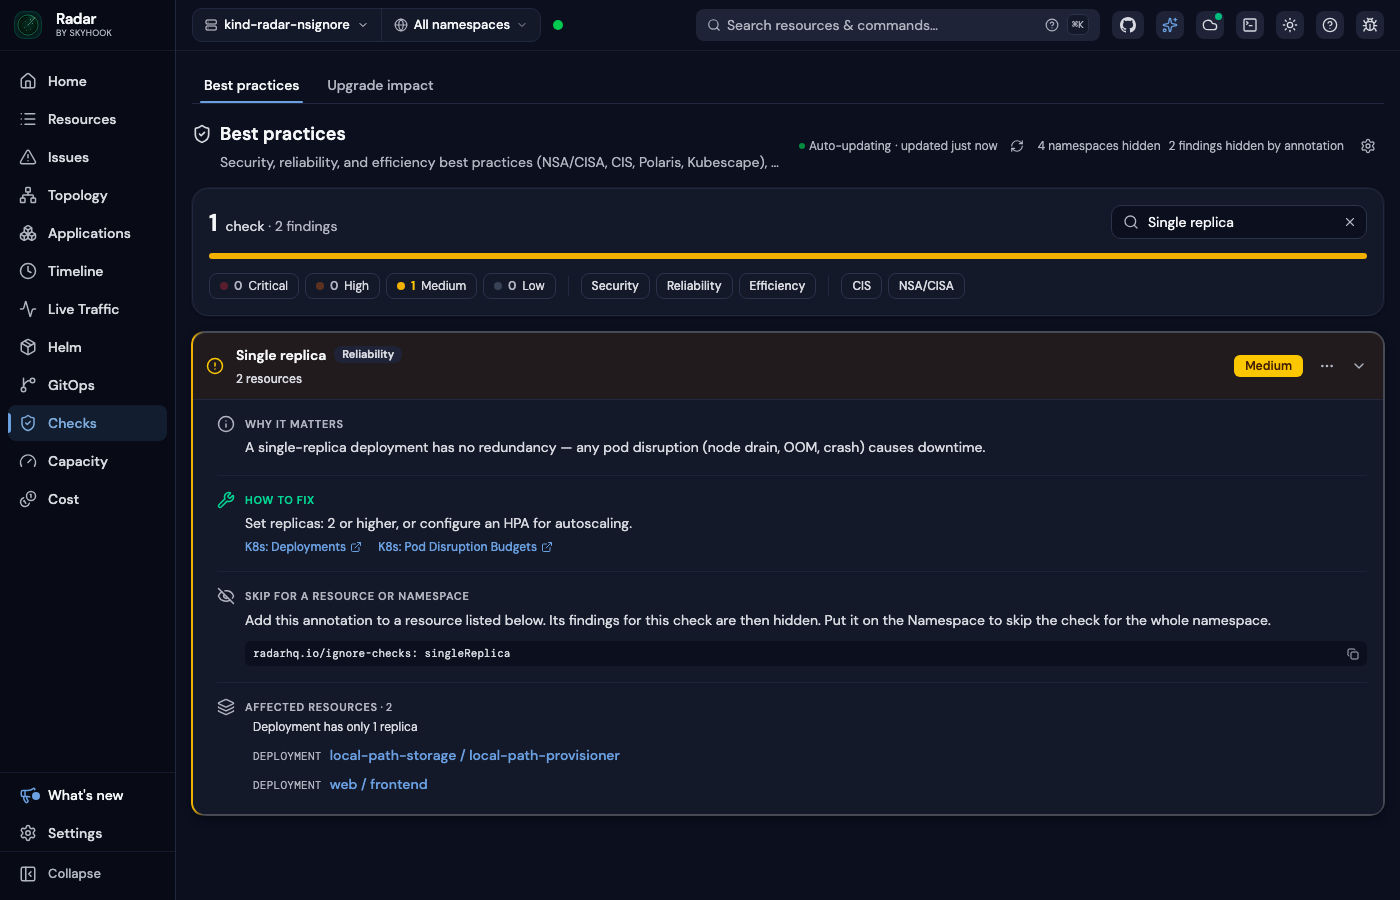 Radar
BY SKYHOOK
kind-radar-nsignore
All namespaces
Search resources & commands...
⌘K
Home
Resources
Issues
Topology
Applications
Timeline
Live Traffic
Helm
GitOps
Checks
Capacity
Cost
What's new
Settings
Collapse
Best practices
Upgrade impact
Best practices
Security, reliability, and efficiency best practices (NSA/CISA, CIS, Polaris, Kubescape), ...
Auto-updating · updated just now
4 namespaces hidden
2 findings hidden by annotation
1 check · 2 findings
Single replica
0 Critical
0 High
1 Medium
0 Low
Security
Reliability
Efficiency
CIS
NSA/CISA
Single replica
Reliability
2 resources
Medium
WHY IT MATTERS
A single-replica deployment has no redundancy — any pod disruption (node drain, OOM, crash) causes downtime.
HOW TO FIX
Set replicas: 2 or higher, or configure an HPA for autoscaling.
K8s: Deployments
K8s: Pod Disruption Budgets
SKIP FOR A RESOURCE OR NAMESPACE
Add this annotation to a resource listed below. Its findings for this check are then hidden. Put it on the Namespace to skip the check for the whole namespace.
radarhq.io/ignore-checks: singleReplica
AFFECTED RESOURCES · 2
Deployment has only 1 replica
DEPLOYMENT local-path-storage / local-path-provisioner
DEPLOYMENT web / frontend